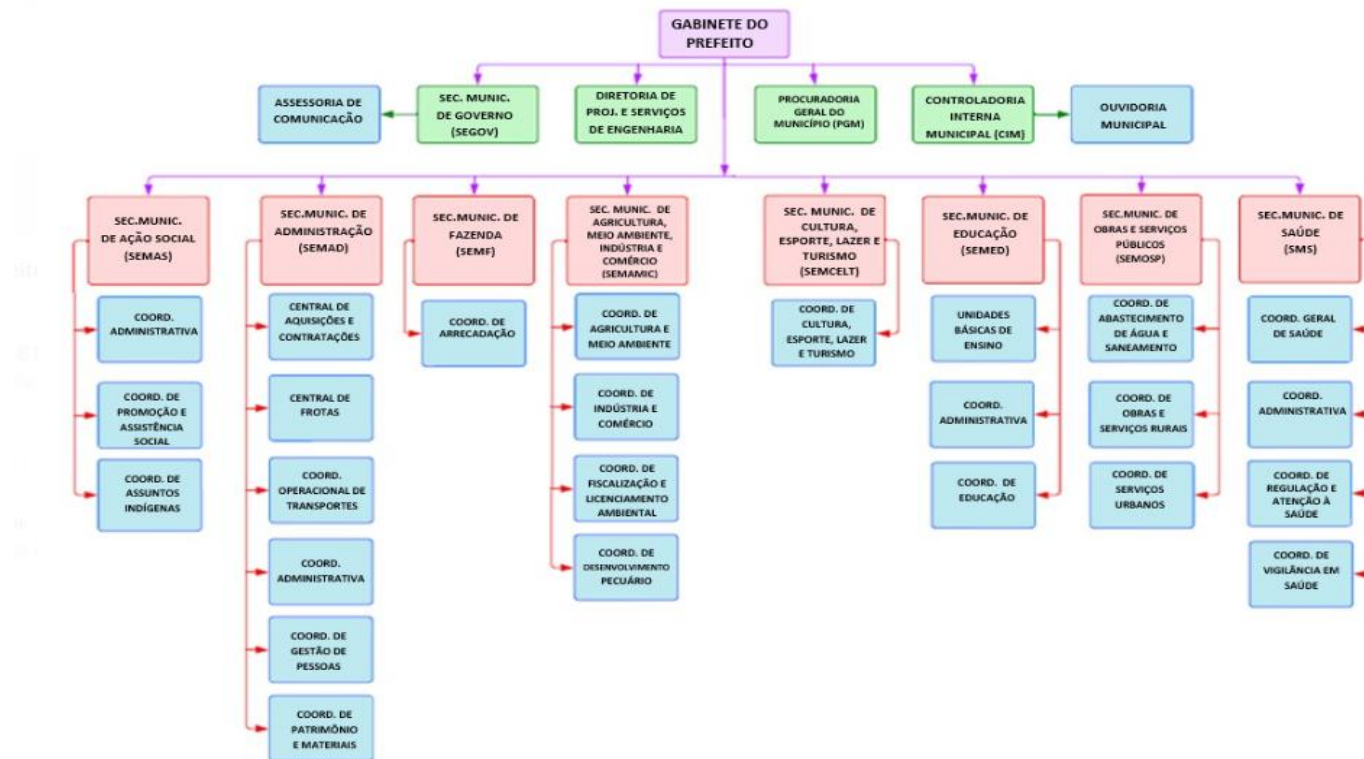 GABINETE DO
PREFEITO
ASSESSORIA DE
COMUNICAÇÃO
SEC. MUNIC.
DE GOVERNO
(SEGOV)
DIRETORIA DE
PROJ. E SERVIÇOS
DE ENGENHARIA
PROCURADORIA
GERAL DO
MUNICÍPIO (PGM)
CONTROLADORIA
INTERNA
MUNICIPAL (CIM)
OUVIDORIA
MUNICIPAL
SEC.MUNIC.
DE AÇÃO SOCIAL
(SEMAS)
COORD.
ADMINISTRATIVA
COORD. DE
PROMOÇÃO E
ASSISTÊNCIA
SOCIAL
COORD. DE
ASSUNTOS
INDÍGENAS
SEC.MUNIC. DE
ADMINISTRAÇÃO
(SEMAD)
CENTRAL DE
AQUISIÇÕES E
CONTRATAÇÕES
CENTRAL DE
FROTAS
COORD.
OPERACIONAL DE
TRANSPORTES
COORD.
ADMINISTRATIVA
COORD. DE
GESTÃO DE
PESSOAS
COORD. DE
PATRIMÔNIO
E MATERIAIS
SEC.MUNIC. DE
FAZENDA
(SEMF)
COORD. DE
ARRECADAÇÃO
SEC. MUNIC. DE
AGRICULTURA,
MEIO AMBIENTE,
INDÚSTRIA E
COMÉRCIO
(SEMAMIC)
COORD. DE
AGRICULTURA E
MEIO AMBIENTE
COORD. DE
INDÚSTRIA E
COMÉRCIO
COORD. DE
FISCALIZAÇÃO E
LICENCIAMENTO
AMBIENTAL
COORD. DE
DESENVOLVIMENTO
PECUÁRIO
SEC. MUNIC. DE
CULTURA,
ESPORTE, LAZER E
TURISMO
(SEMCELT)
COORD. DE
CULTURA,
ESPORTE, LAZER
E TURISMO
SEC.MUNIC. DE
EDUCAÇÃO
(SEMED)
UNIDADES
BÁSICAS DE
ENSINO
COORD.
ADMINISTRATIVA
COORD. DE
EDUCAÇÃO
SEC.MUNIC. DE
OBRAS E SERVIÇOS
PÚBLICOS
(SEMOSP)
COORD. DE
ABASTECIMENTO
DE ÁGUA E
SANEAMENTO
COORD. DE
OBRAS E
SERVIÇOS RURAIS
COORD. DE
SERVIÇOS
URBANOS
SEC.MUNIC. DE
SAÚDE
(SMS)
COORD. GERAL
DE SAÚDE
COORD.
ADMINISTRATIVA
COORD. DE
REGULAÇÃO E
ATENÇÃO À
SAÚDE
COORD. DE
VIGILÂNCIA EM
SAÚDE